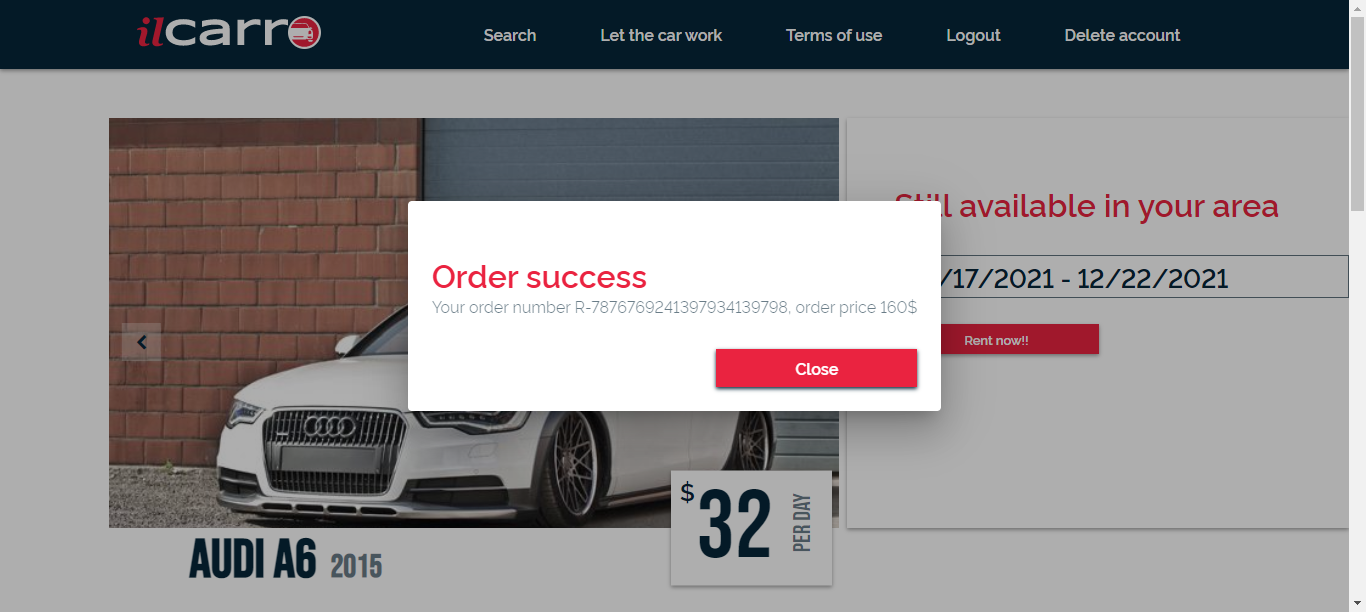 ilcarro
Search Let the car work Terms of use Logout Delete account
Still available in your area
/17/2021 - 12/22/2021
Rent now!!
Order success
Your order number R-7876769241397934139798, order price 160$
Close
$32 PER DAY
AUDI A6 2015